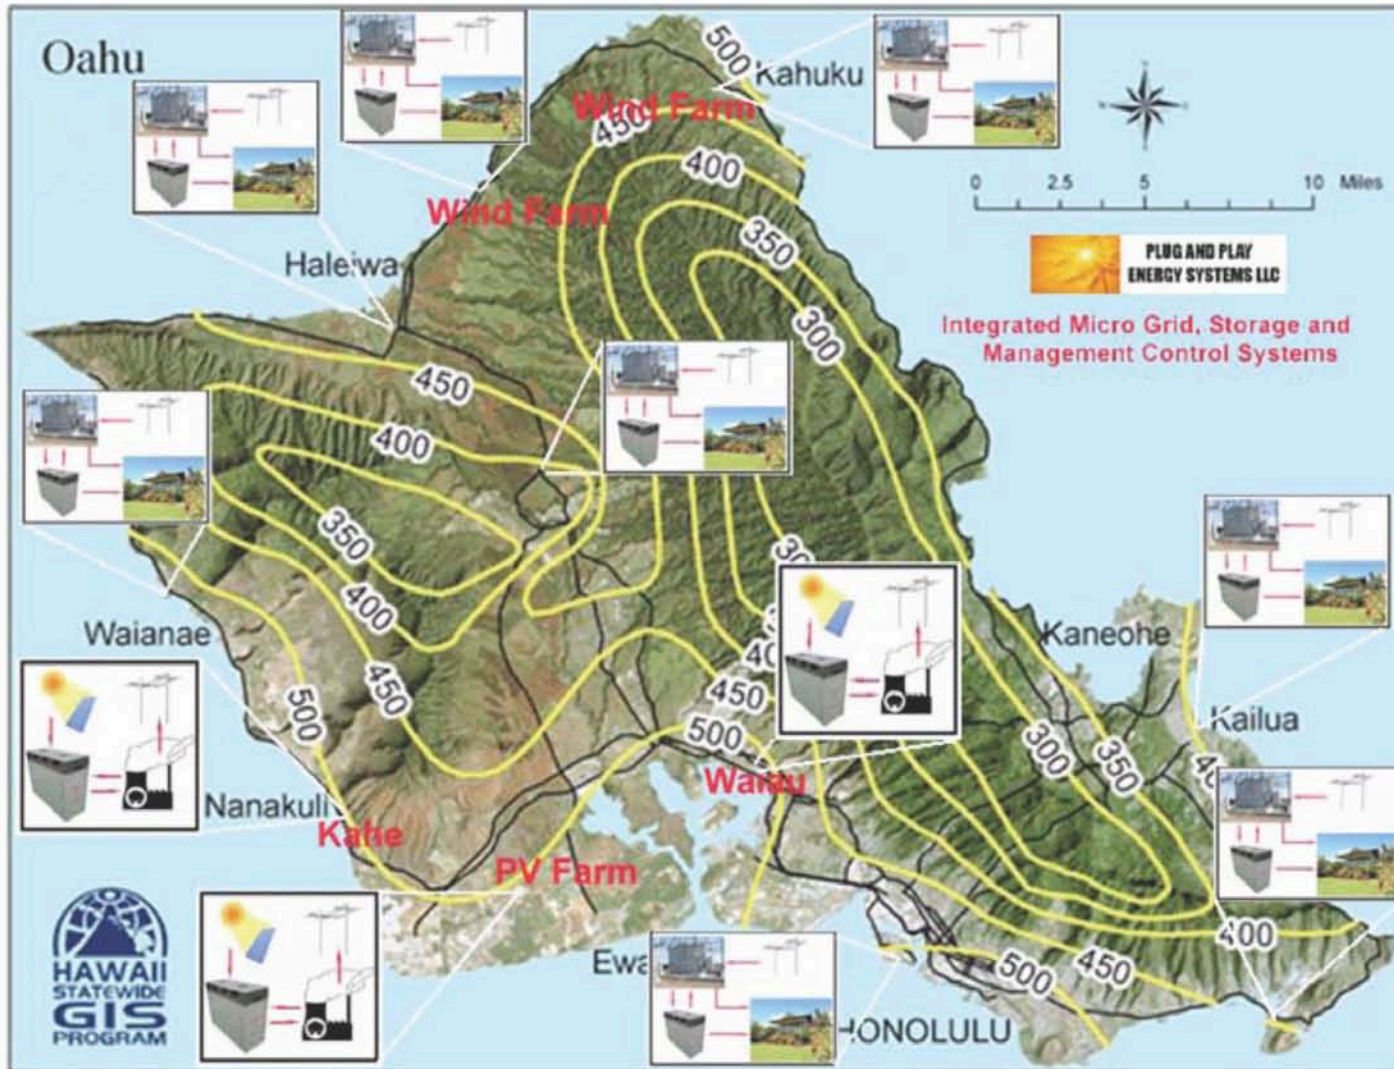 Oahu
500
Kahuku
Wind Farm
450
400
0 2.5 5 10 Miles
Wind Farm
350
PLUG AND PLAY
ENERGY SYSTEMS LLC
Haleiwa
300
Integrated Micro Grid, Storage and
Management Control Systems
450
400
350
30
400
Waianae
Kaneohe
40
450
450
500
500
Kailua
300
350
40
Waiau
Nanakuli
Kahe
PV Farm
400
450
500
Ewa
HONOLULU
HAWAII
STATEWIDE
GIS
PROGRAM